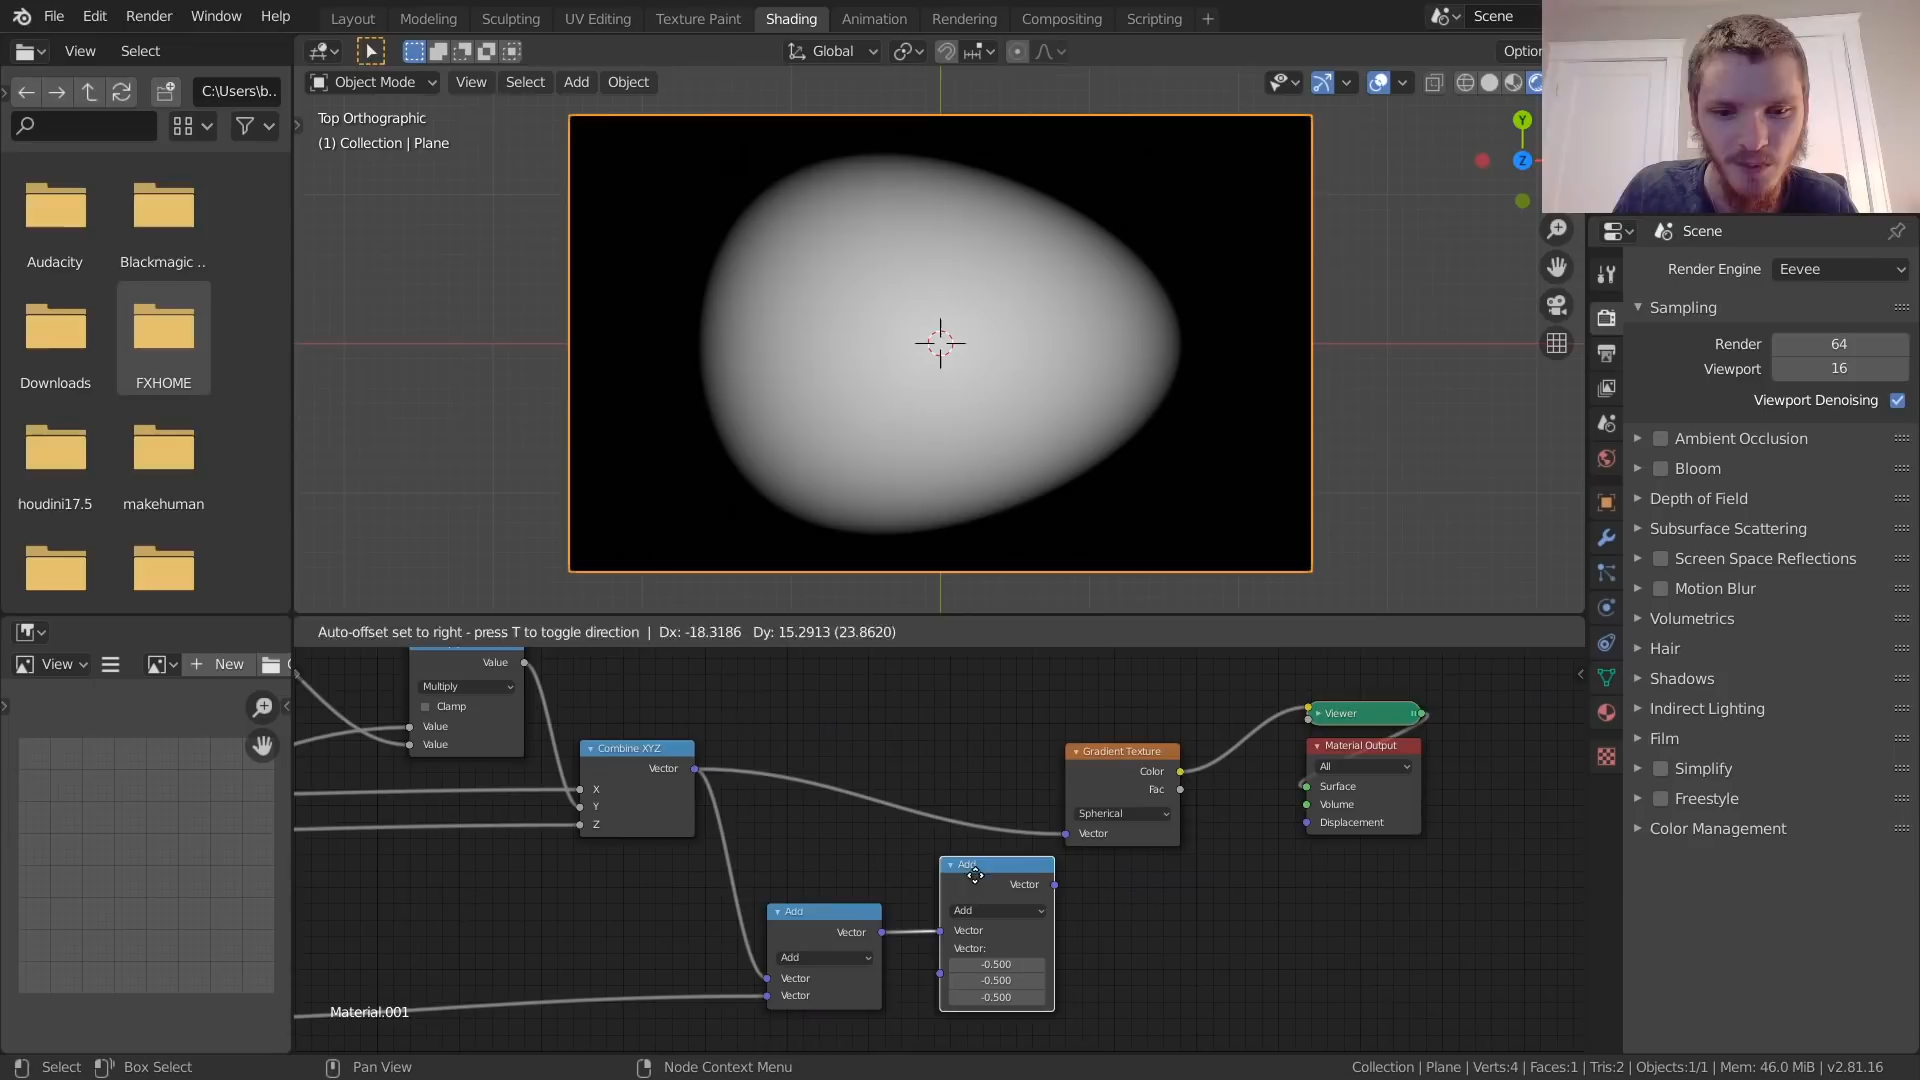 File Edit Render Window Help
Layout Modeling Sculpting UV Editing Texture Paint Shading Animation Rendering Compositing Scripting +
Scene
View Select
Global
Optior
C:\Users\b..
Object Mode View Select Add Object
Top Orthographic
(1) Collection | Plane
Y
Z
Audacity Blackmagic ..
Downloads FXHOME
houdini17.5 makehuman
Scene
Render Engine Eevee
Sampling
Render 64
Viewport 16
Viewport Denoising
Ambient Occlusion
Bloom
Depth of Field
Subsurface Scattering
Screen Space Reflections
Motion Blur
Volumetrics
Hair
Shadows
Indirect Lighting
Film
Simplify
Freestyle
Color Management
Auto-offset set to right - press T to toggle direction | Dx: -18.3186 Dy: 15.2913 (23.8620)
View New
Value
Multiply
Clamp
Value
Value
Combine XYZ
Vector
X
Y
Z
Gradient Texture
Color
Fac
Spherical
Vector
Viewer
Material Output
All
Surface
Volume
Displacement
Add
Vector
Add
Vector
Vector:
-0.500
-0.500
-0.500
Add
Vector
Add
Vector
Vector
Material.001
Select Box Select Pan View Node Context Menu
Collection | Plane | Verts:4 | Faces:1 | Tris:2 | Objects:1/1 | Mem: 46.0 MiB | v2.81.16